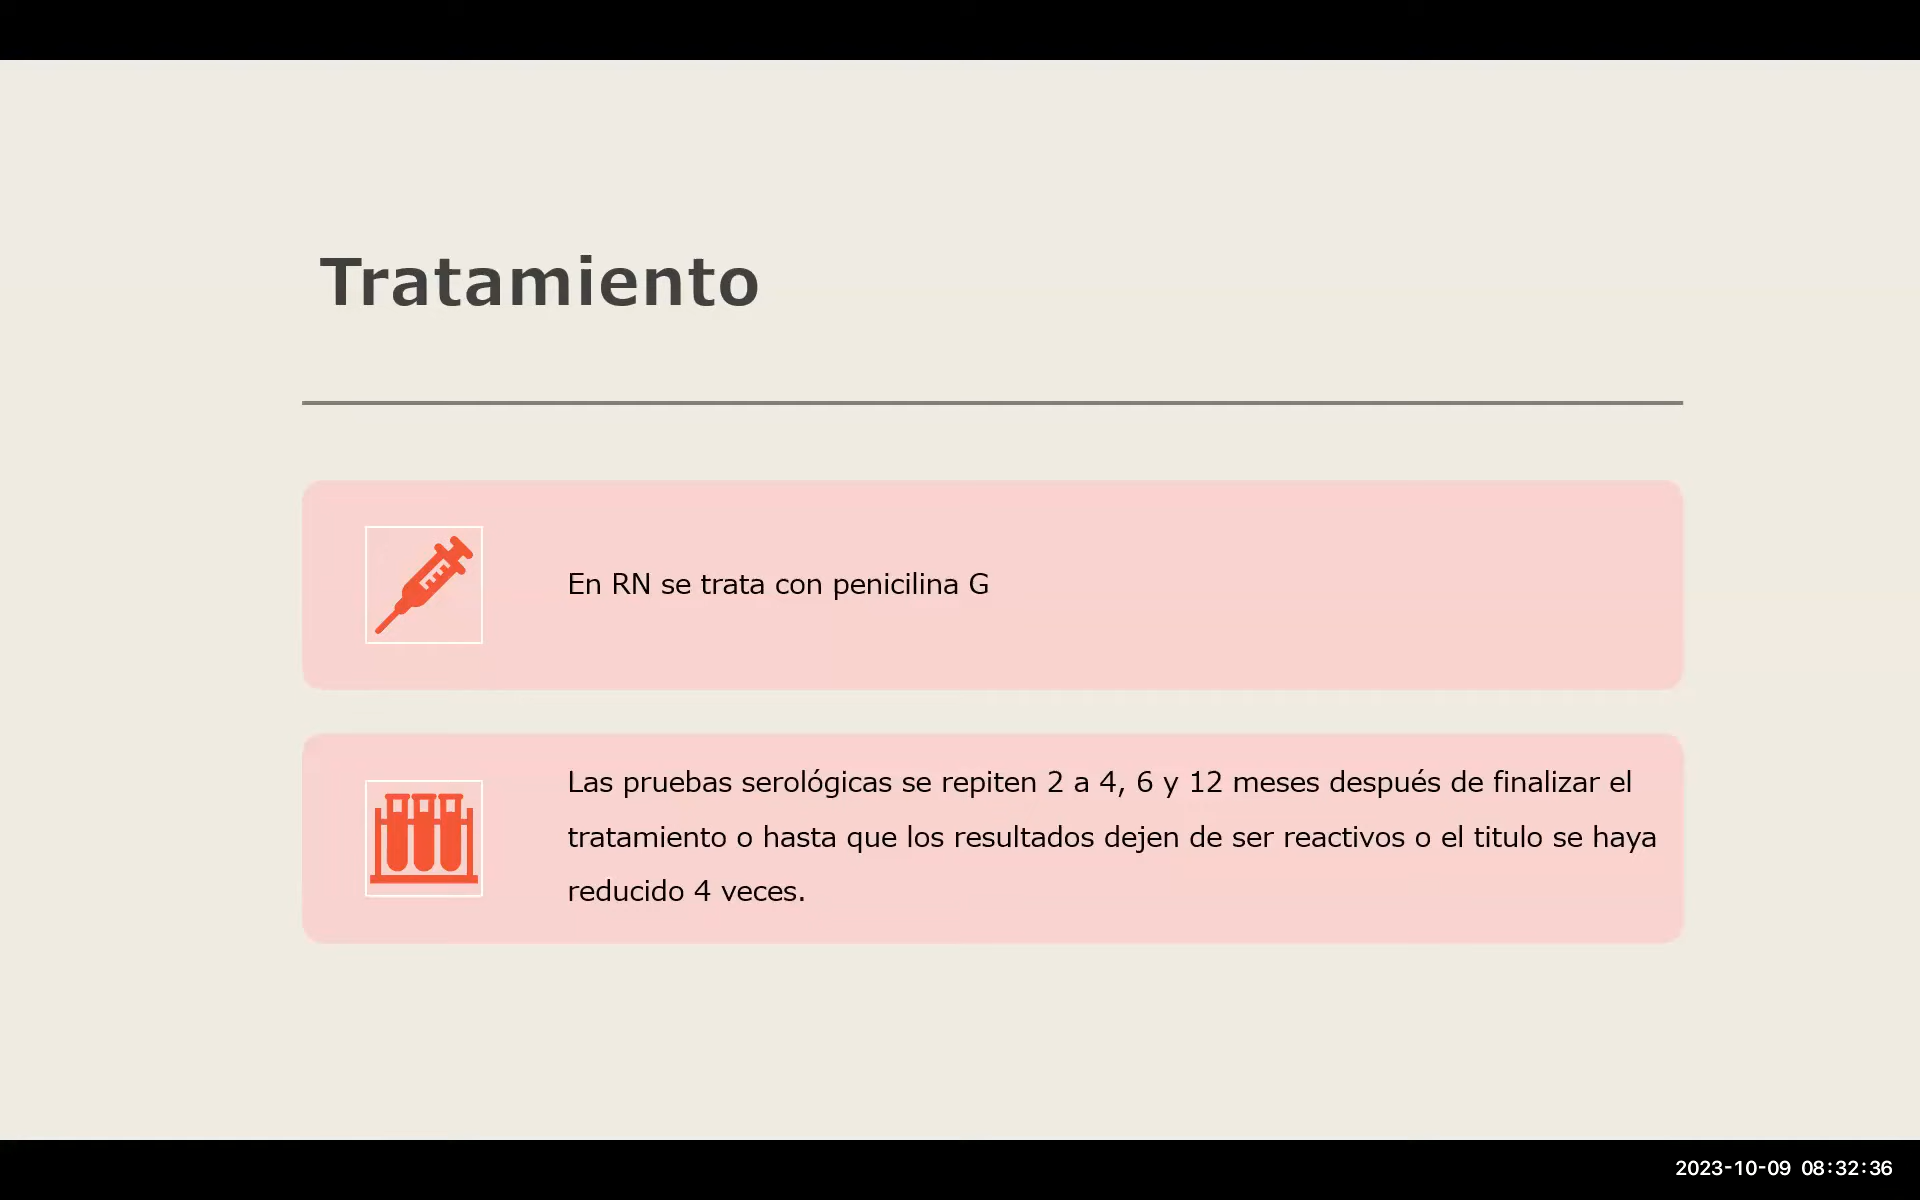 Tratamiento
En RN se trata con penicilina G
Las pruebas serológicas se repiten 2 a 4, 6 y 12 meses después de finalizar el
tratamiento o hasta que los resultados dejen de ser reactivos o el titulo se haya
reducido 4 veces.
2023-10-09 08:32:36